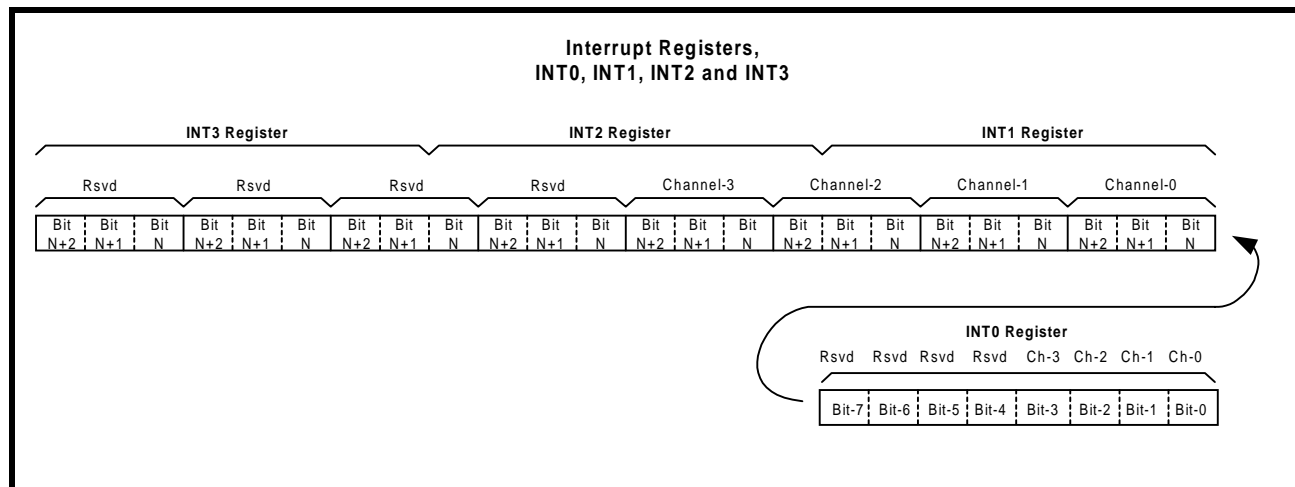 Interrupt Registers,
INT0, INT1, INT2 and INT3
INT3 Register INT2 Register INT1 Register
Rsvd Rsvd Rsvd Rsvd Channel-3 Channel-2 Channel-1 Channel-0
Bit Bit Bit Bit Bit Bit Bit Bit Bit Bit Bit Bit Bit Bit Bit Bit Bit Bit Bit Bit Bit Bit Bit Bit
N+2 N+1 N N+2 N+1 N N+2 N+1 N N+2 N+1 N N+2 N+1 N N+2 N+1 N N+2 N+1 N N+2 N+1 N
INT0 Register
Rsvd Rsvd Rsvd Rsvd Ch-3 Ch-2 Ch-1 Ch-0
Bit-7 Bit-6 Bit-5 Bit-4 Bit-3 Bit-2 Bit-1 Bit-0